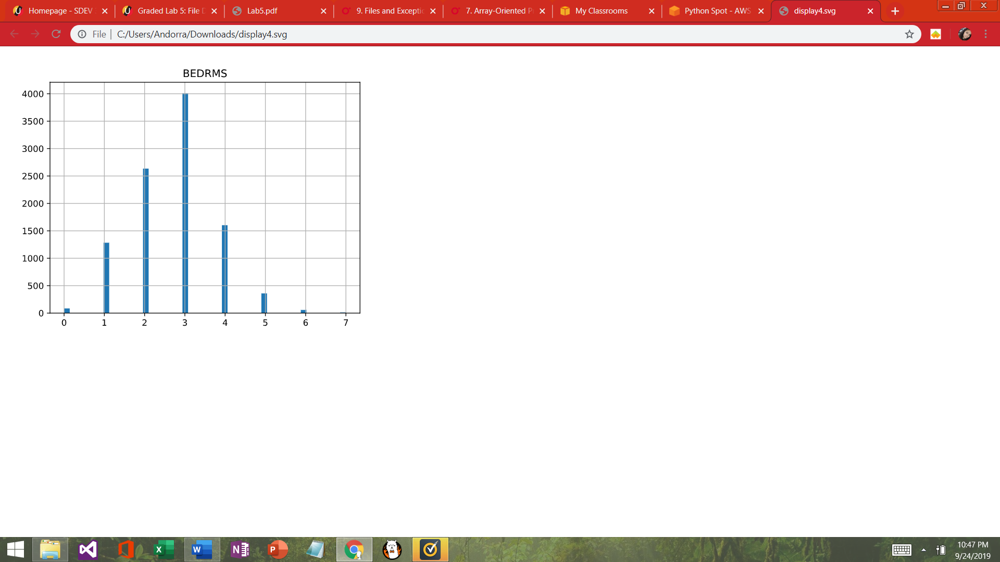 Homepage - SDEV
Graded Lab 5: File D
Lab5.pdf
9. Files and Exceptio
7. Array-Oriented P
My Classrooms
Python Spot - AWS
display4.svg
File | C:/Users/Andorra/Downloads/display4.svg
BEDRMS
4000
3500
3000
2500
2000
1500
1000
500
0
0 1 2 3 4 5 6 7
10:47 PM
9/24/2019